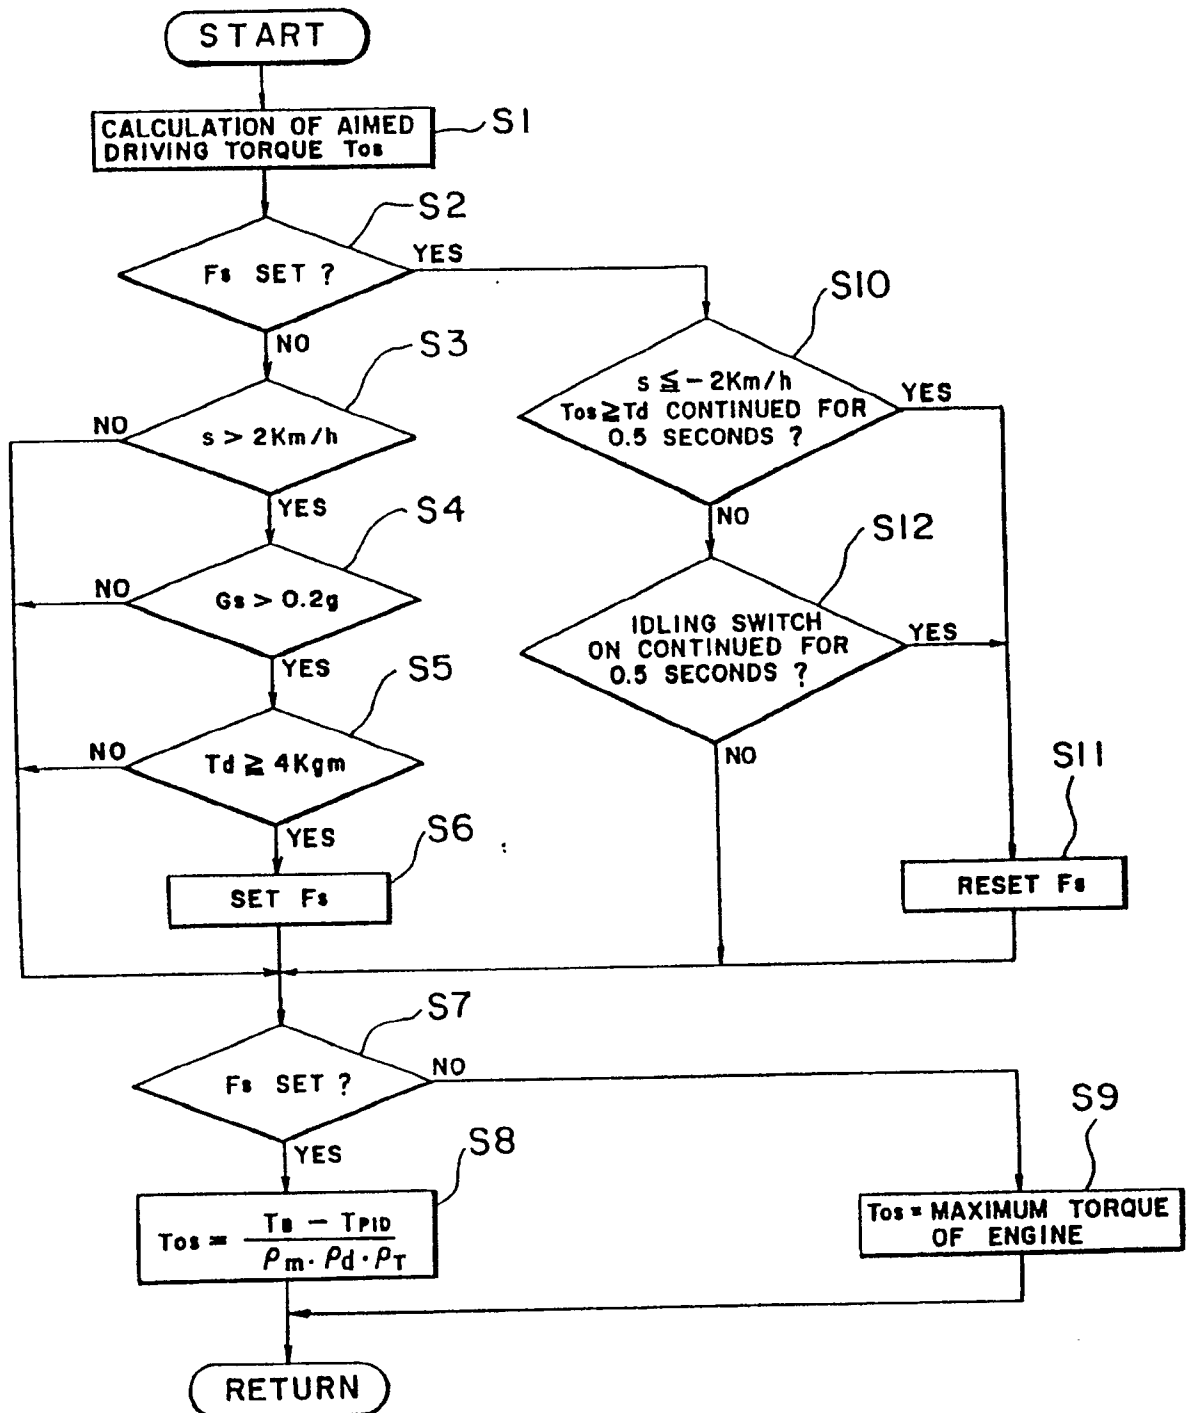 START
CALCULATION OF AIMED
DRIVING TORQUE Tos
S1
S2
Fs SET ?
YES
NO
S3
s > 2Km/h
NO
YES
S4
Gs > 0.2g
NO
YES
S5
Td ≧ 4Kgm
NO
YES
S6
SET Fs
S10
s ≦ - 2Km/h
Tos ≧ Td CONTINUED FOR
0.5 SECONDS ?
YES
NO
S12
IDLING SWITCH
ON CONTINUED FOR
0.5 SECONDS ?
YES
NO
S11
RESET Fs
S7
Fs SET ?
NO
YES
S8
Tos = TB - TPID
ρm · ρd · ρT
S9
Tos = MAXIMUM TORQUE
OF ENGINE
RETURN